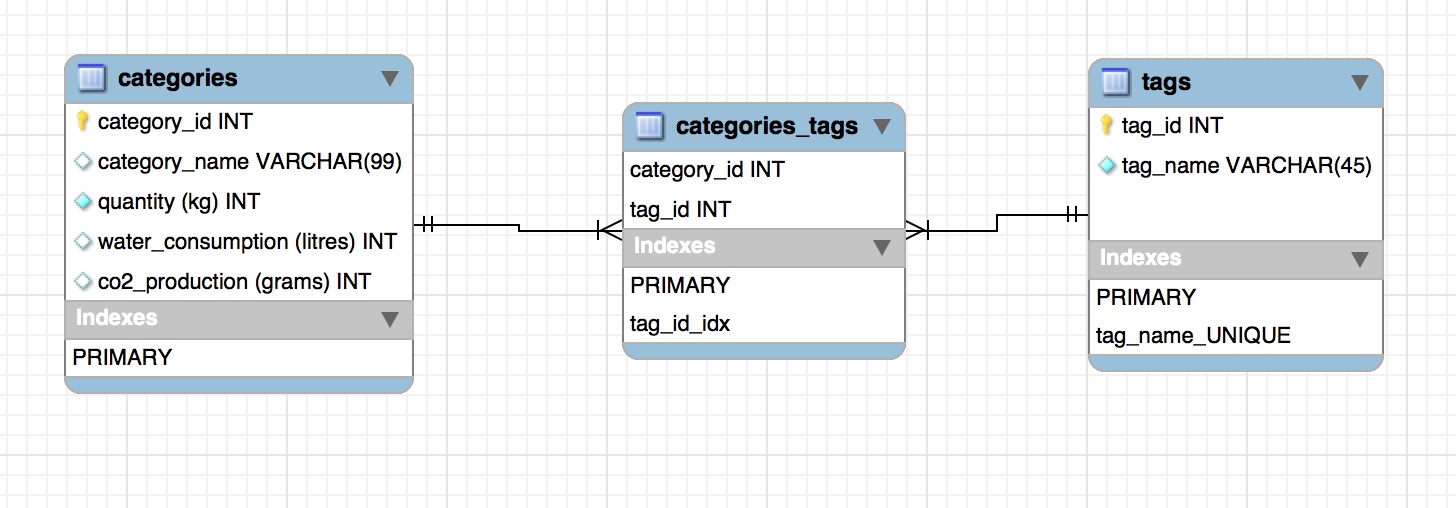 categories
category_id INT
category_name VARCHAR(99)
quantity (kg) INT
water_consumption (litres) INT
co2_production (grams) INT
Indexes
PRIMARY
categories_tags
category_id INT
tag_id INT
Indexes
PRIMARY
tag_id_idx
tags
tag_id INT
tag_name VARCHAR(45)
Indexes
PRIMARY
tag_name_UNIQUE